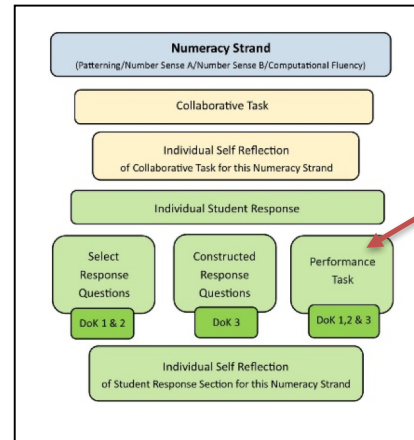 Numeracy Strand
(Patterning/Number Sense A/Number Sense B/Computational Fluency)
Collaborative Task
Individual Self Reflection
of Collaborative Task for this Numeracy Strand
Individual Student Response
Select
Response
Questions
DoK 1 & 2
Constructed
Response
Questions
DoK 3
Performance
Task
DoK 1,2 & 3
Individual Self Reflection
of Student Response Section for this Numeracy Strand